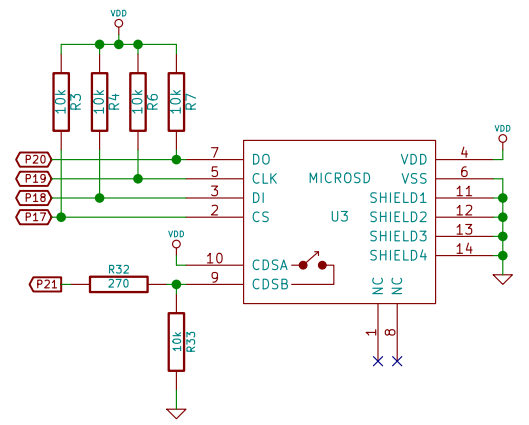 VDD
10k R3
10k R4
10k R6
10k R7
P20
P19
P18
P17
7 DO
5 CLK
3 DI
2 CS
MICROSD
U3
VDD 4
VSS 6
SHIELD1 11
SHIELD2 12
SHIELD3 13
SHIELD4 14
VDD
VDD
10 CDSA
9 CDSB
P21
R32
270
10k R33
NC 1
NC 8